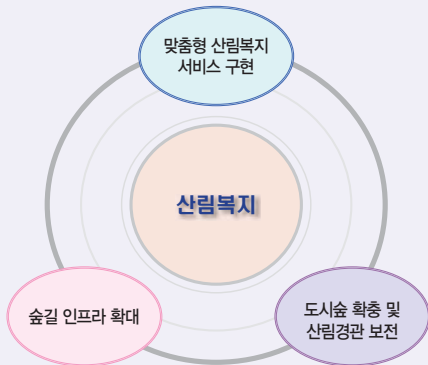 맞춤형 산림복지
서비스 구현
산림복지
숲길 인프라 확대
도시숲 확충 및
산림경관 보전